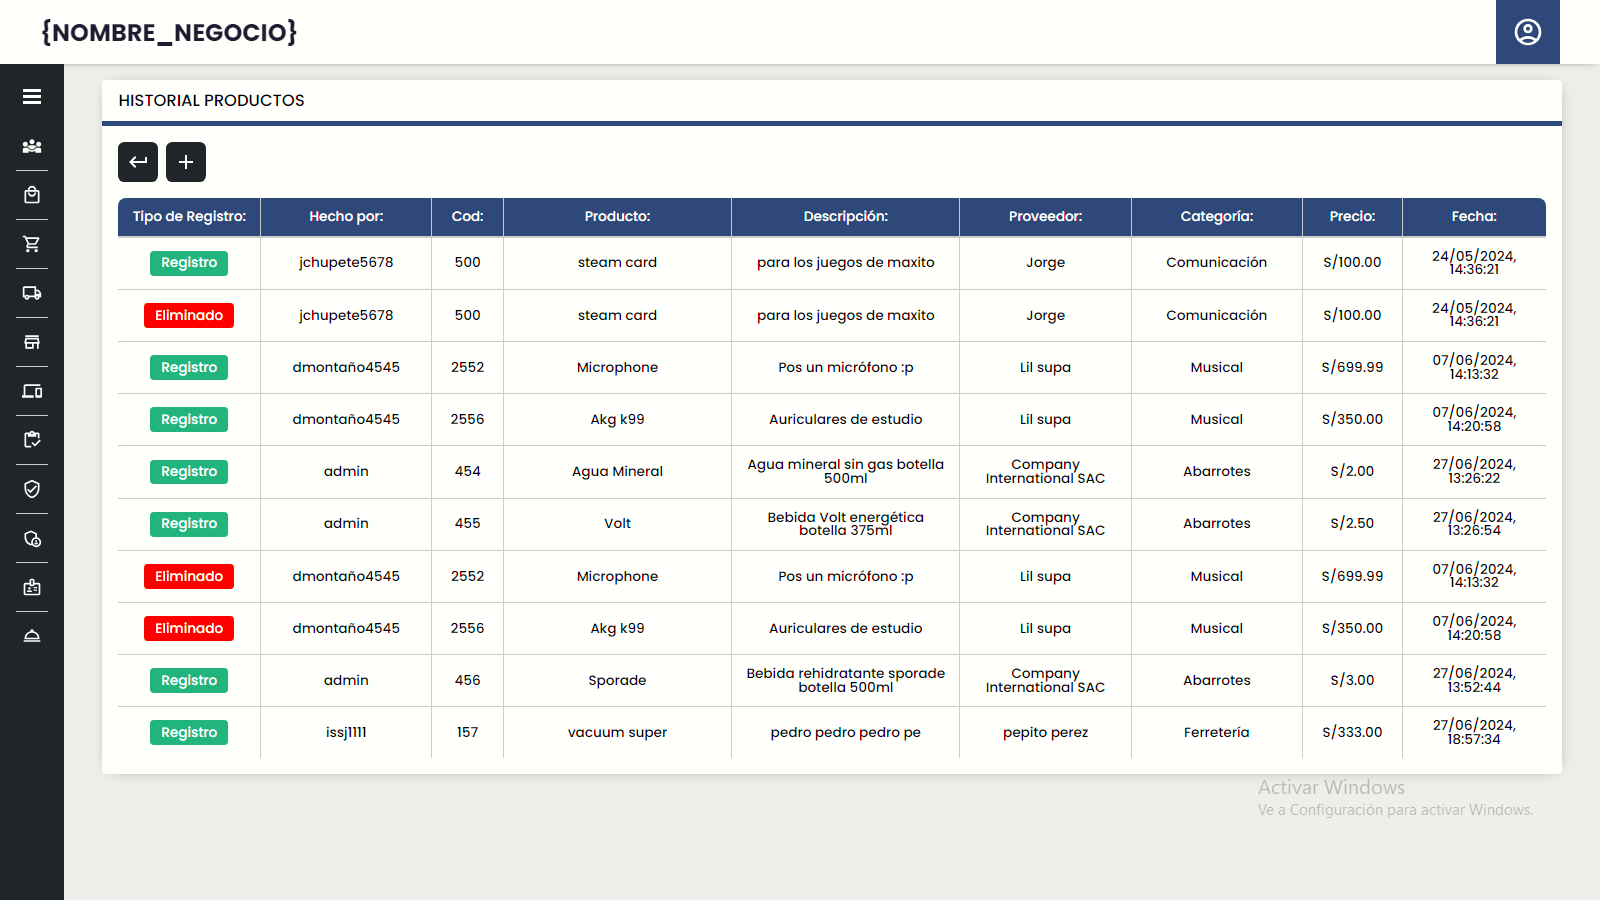 {NOMBRE_NEGOCIO}
HISTORIAL PRODUCTOS
Tipo de Registro: Hecho por: Cod: Producto: Descripción: Proveedor: Categoría: Precio: Fecha:
Registro jchupete5678 500 steam card para los juegos de maxito Jorge Comunicación S/100.00 24/05/2024, 14:36:21
Eliminado jchupete5678 500 steam card para los juegos de maxito Jorge Comunicación S/100.00 24/05/2024, 14:36:21
Registro dmontaño4545 2552 Microphone Pos un micrófono :p Lil supa Musical S/699.99 07/06/2024, 14:13:32
Registro dmontaño4545 2556 Akg k99 Auriculares de estudio Lil supa Musical S/350.00 07/06/2024, 14:20:58
Registro admin 454 Agua Mineral Agua mineral sin gas botella 500ml Company International SAC Abarrotes S/2.00 27/06/2024, 13:26:22
Registro admin 455 Volt Bebida Volt energética botella 375ml Company International SAC Abarrotes S/2.50 27/06/2024, 13:26:54
Eliminado dmontaño4545 2552 Microphone Pos un micrófono :p Lil supa Musical S/699.99 07/06/2024, 14:13:32
Eliminado dmontaño4545 2556 Akg k99 Auriculares de estudio Lil supa Musical S/350.00 07/06/2024, 14:20:58
Registro admin 456 Sporade Bebida rehidratante sporade botella 500ml Company International SAC Abarrotes S/3.00 27/06/2024, 13:52:44
Registro issj1111 157 vacuum super pedro pedro pedro pe pepito perez Ferretería S/333.00 27/06/2024, 18:57:34
Activar Windows
Ve a Configuración para activar Windows.